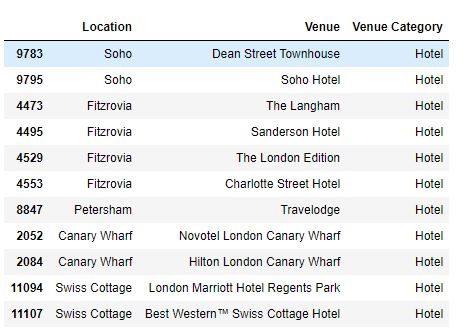 Location Venue Venue Category
9783 Soho Dean Street Townhouse Hotel
9795 Soho Soho Hotel Hotel
4473 Fitzrovia The Langham Hotel
4495 Fitzrovia Sanderson Hotel Hotel
4529 Fitzrovia The London Edition Hotel
4553 Fitzrovia Charlotte Street Hotel Hotel
8847 Petersham Travelodge Hotel
2052 Canary Wharf Novotel London Canary Wharf Hotel
2084 Canary Wharf Hilton London Canary Wharf Hotel
11094 Swiss Cottage London Marriott Hotel Regents Park Hotel
11107 Swiss Cottage Best Western™ Swiss Cottage Hotel Hotel